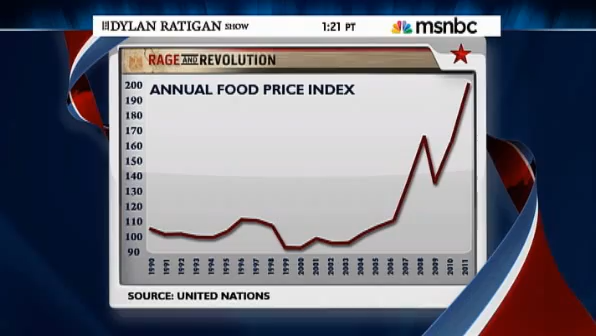 THE DYLAN RATIGAN SHOW
1:21 PT
msnbc
RAGE AND REVOLUTION
ANNUAL FOOD PRICE INDEX
200
190
180
170
160
150
140
130
120
110
100
90
1990 1991 1992 1993 1994 1995 1996 1997 1998 1999 2000 2001 2002 2003 2004 2005 2006 2007 2008 2009 2010 2011
SOURCE: UNITED NATIONS